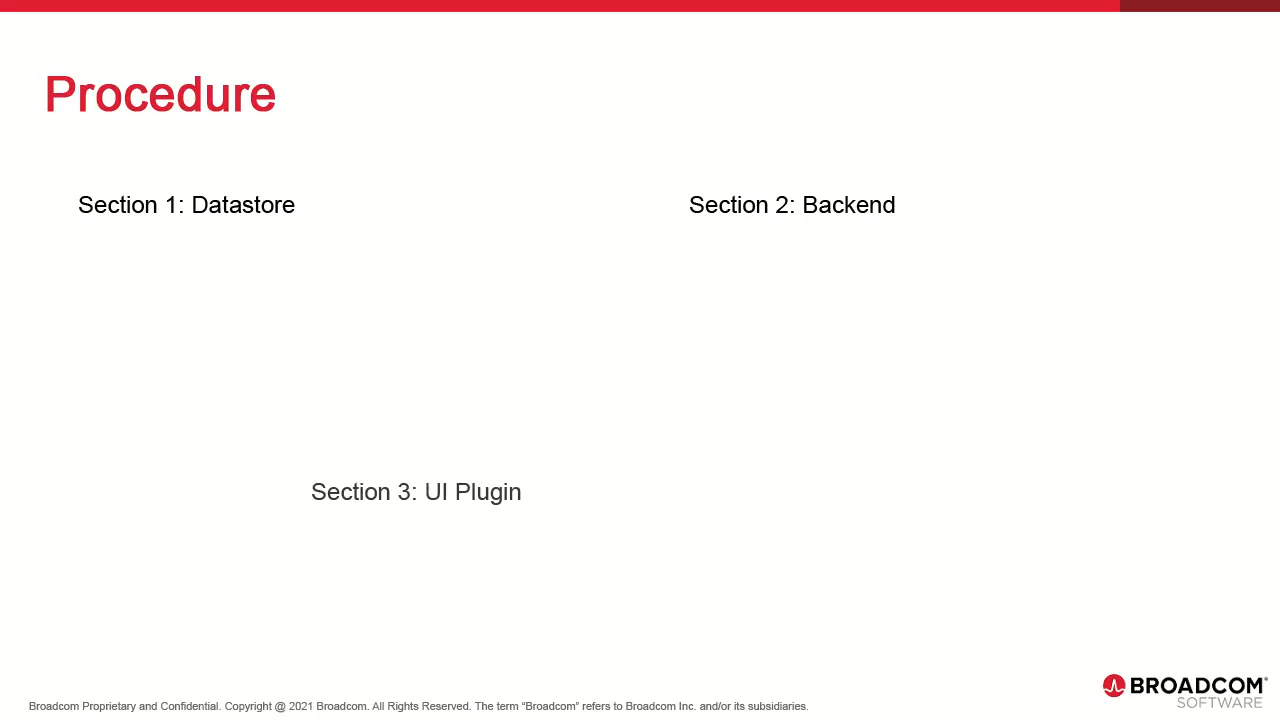 Procedure
Section 1: Datastore
Section 2: Backend
Section 3: UI Plugin
BROADCOM®
SOFTWARE
Broadcom Proprietary and Confidential. Copyright @ 2021 Broadcom. All Rights Reserved. The term “Broadcom” refers to Broadcom Inc. and/or its subsidiaries.